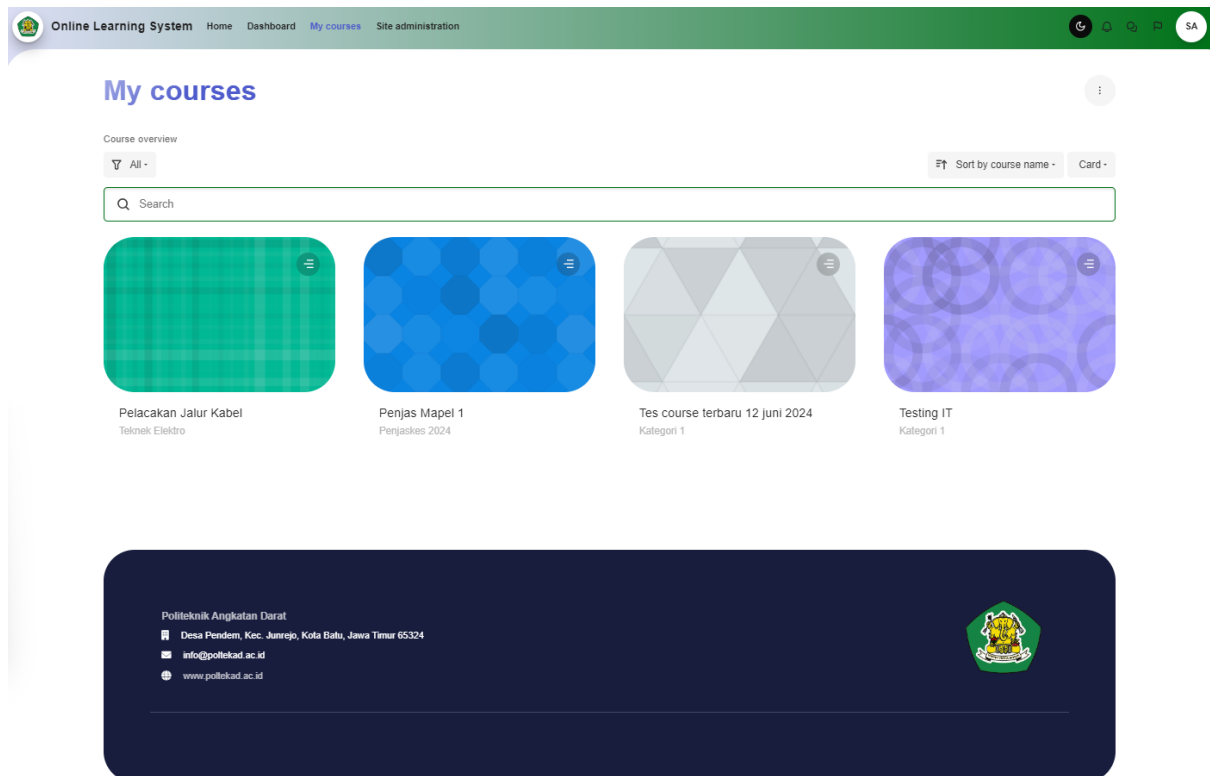 Online Learning System Home Dashboard My courses Site administration SA
My courses
Course overview
All
Sort by course name Card
Search
Pelacakan Jalur Kabel
Teknek Elektro
Penjas Mapel 1
Penjaskes 2024
Tes course terbaru 12 juni 2024
Kategori 1
Testing IT
Kategori 1
Politeknik Angkatan Darat
Desa Pendem, Kec. Junrejo, Kota Batu, Jawa Timur 65324
info@poltekad.ac.id
www.poltekad.ac.id